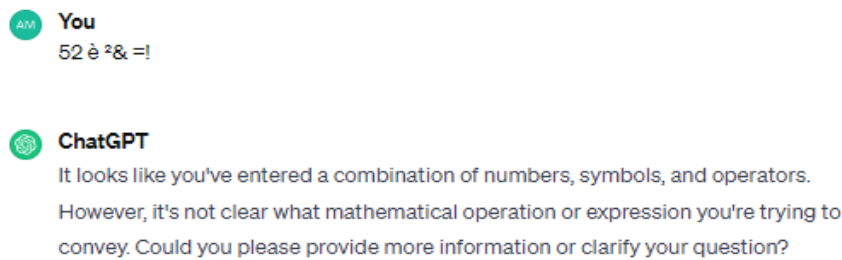 AM
You
52 è ²& =!
ChatGPT
It looks like you've entered a combination of numbers, symbols, and operators.
However, it's not clear what mathematical operation or expression you're trying to
convey. Could you please provide more information or clarify your question?